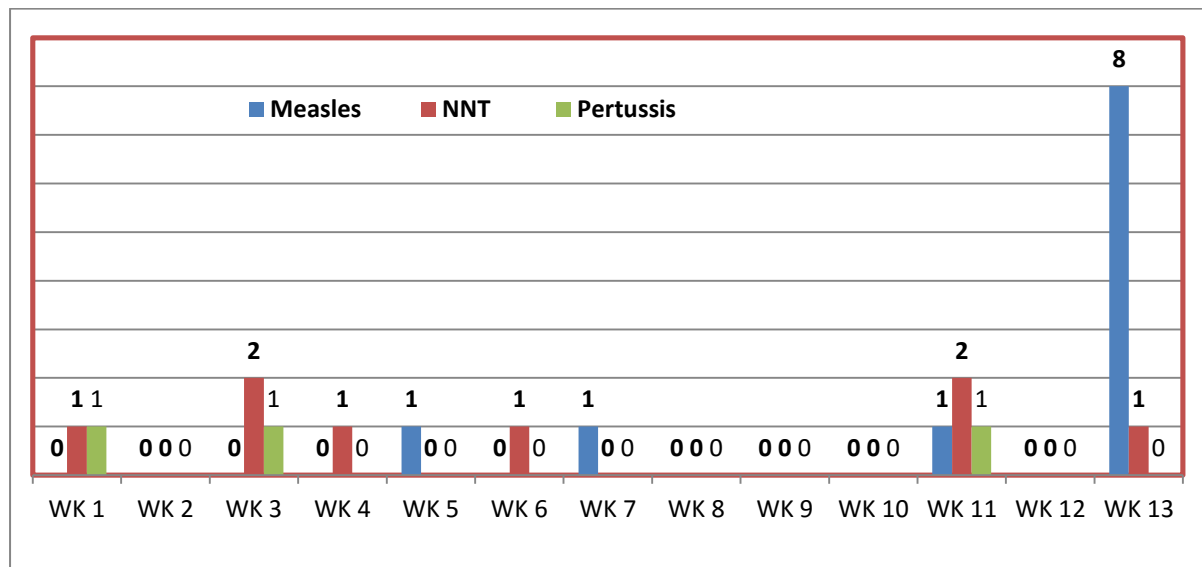 8
Measles NNT Pertussis
2 2
1 1 1 1 1 1 1 1 1 1
0 0 0 0 0 0 0 0 0 0 0 0 0 0 0 0 0 0 0 0 0 0 0 0 0 0 0
WK 1 WK 2 WK 3 WK 4 WK 5 WK 6 WK 7 WK 8 WK 9 WK 10 WK 11 WK 12 WK 13